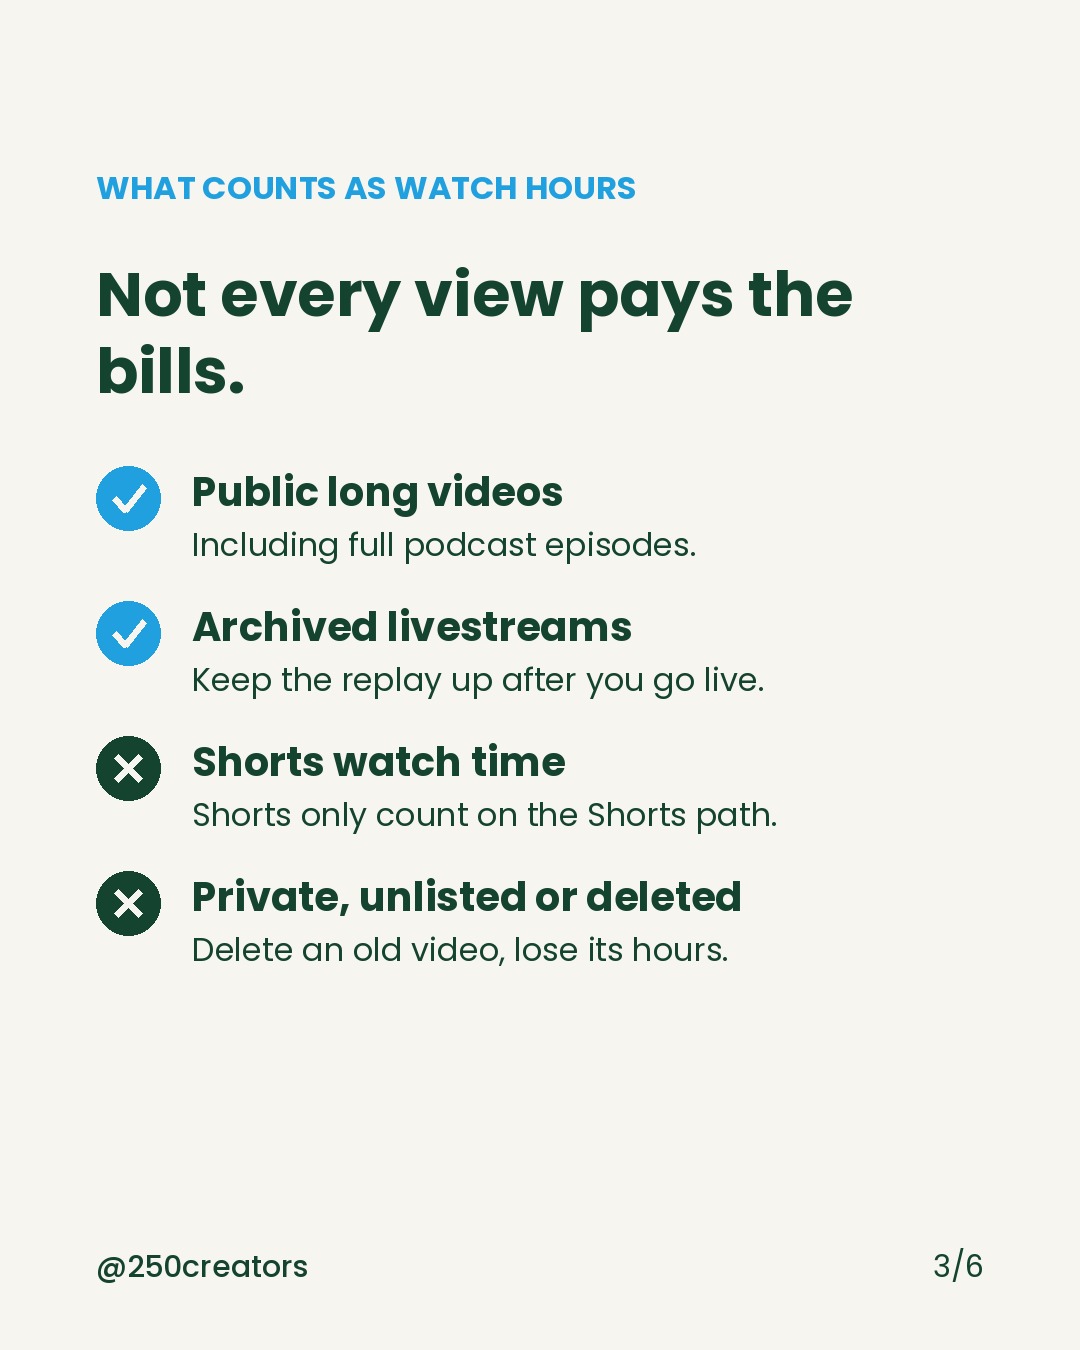 WHAT COUNTS AS WATCH HOURS
Not every view pays the
bills.
Public long videos
Including full podcast episodes.
Archived livestreams
Keep the replay up after you go live.
Shorts watch time
Shorts only count on the Shorts path.
Private, unlisted or deleted
Delete an old video, lose its hours.
@250creators
3/6